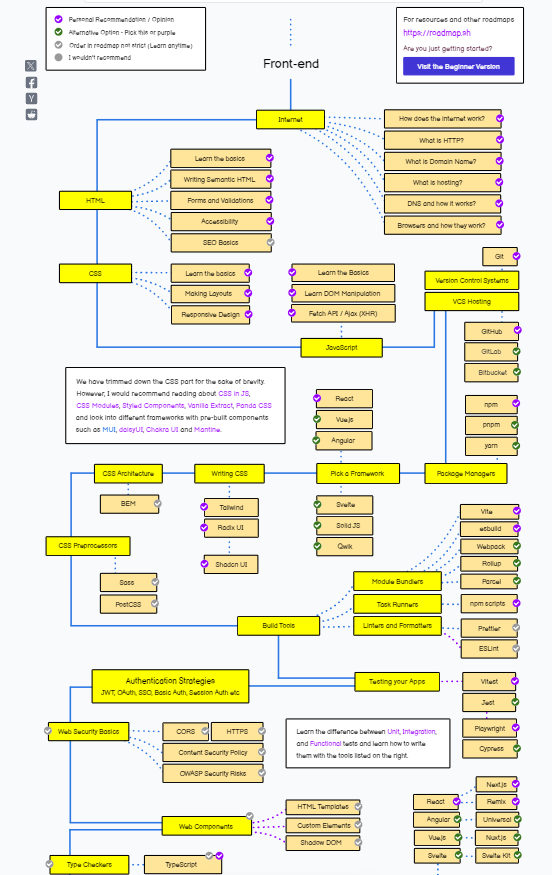 Personal Recommendation / Opinion
Alternative Option - Pick this or purple
Order in roadmap not strict (Learn anytime)
I wouldn't recommend
For resources and other roadmaps
https://roadmap.sh
Are you just getting started?
Visit the Beginner Version
Front-end
Internet
How does the internet work?
What is HTTP?
What is Domain Name?
What is hosting?
DNS and how it works?
Browsers and how they work?
HTML
Learn the basics
Writing Semantic HTML
Forms and Validations
Accessibility
SEO Basics
CSS
Learn the basics
Making Layouts
Responsive Design
Learn the Basics
Learn DOM Manipulation
Fetch API / Ajax (XHR)
JavaScript
Git
Version Control Systems
VCS Hosting
GitHub
GitLab
Bitbucket
We have trimmed down the CSS part for the sake of brevity.
However, I would recommend reading about CSS in JS,
CSS Modules, Styled Components, Vanilla Extract, Panda CSS
and look into different frameworks with pre-built components
such as MUI, daisyUI, Chakra UI and Mantine.
React
Vue.js
Angular
npm
pnpm
yarn
CSS Architecture
Writing CSS
Pick a Framework
Package Managers
BEM
Tailwind
Radix UI
Shadcn UI
Svelte
Solid JS
Qwik
CSS Preprocessors
Sass
PostCSS
Vite
esbuild
Webpack
Rollup
Parcel
Module Bundlers
Task Runners
npm scripts
Linters and Formatters
Prettier
ESLint
Build Tools
Authentication Strategies
JWT, OAuth, SSO, Basic Auth, Session Auth etc
Testing your Apps
Vitest
Jest
Playwright
Cypress
Web Security Basics
CORS
HTTPS
Content Security Policy
OWASP Security Risks
Learn the difference between Unit, Integration,
and Functional tests and learn how to write
them with the tools listed on the right.
Web Components
HTML Templates
Custom Elements
Shadow DOM
Type Checkers
TypeScript
Next.js
React
Remix
Angular
Universal
Vue.js
Nuxt.js
Svelte
Svelte Kit